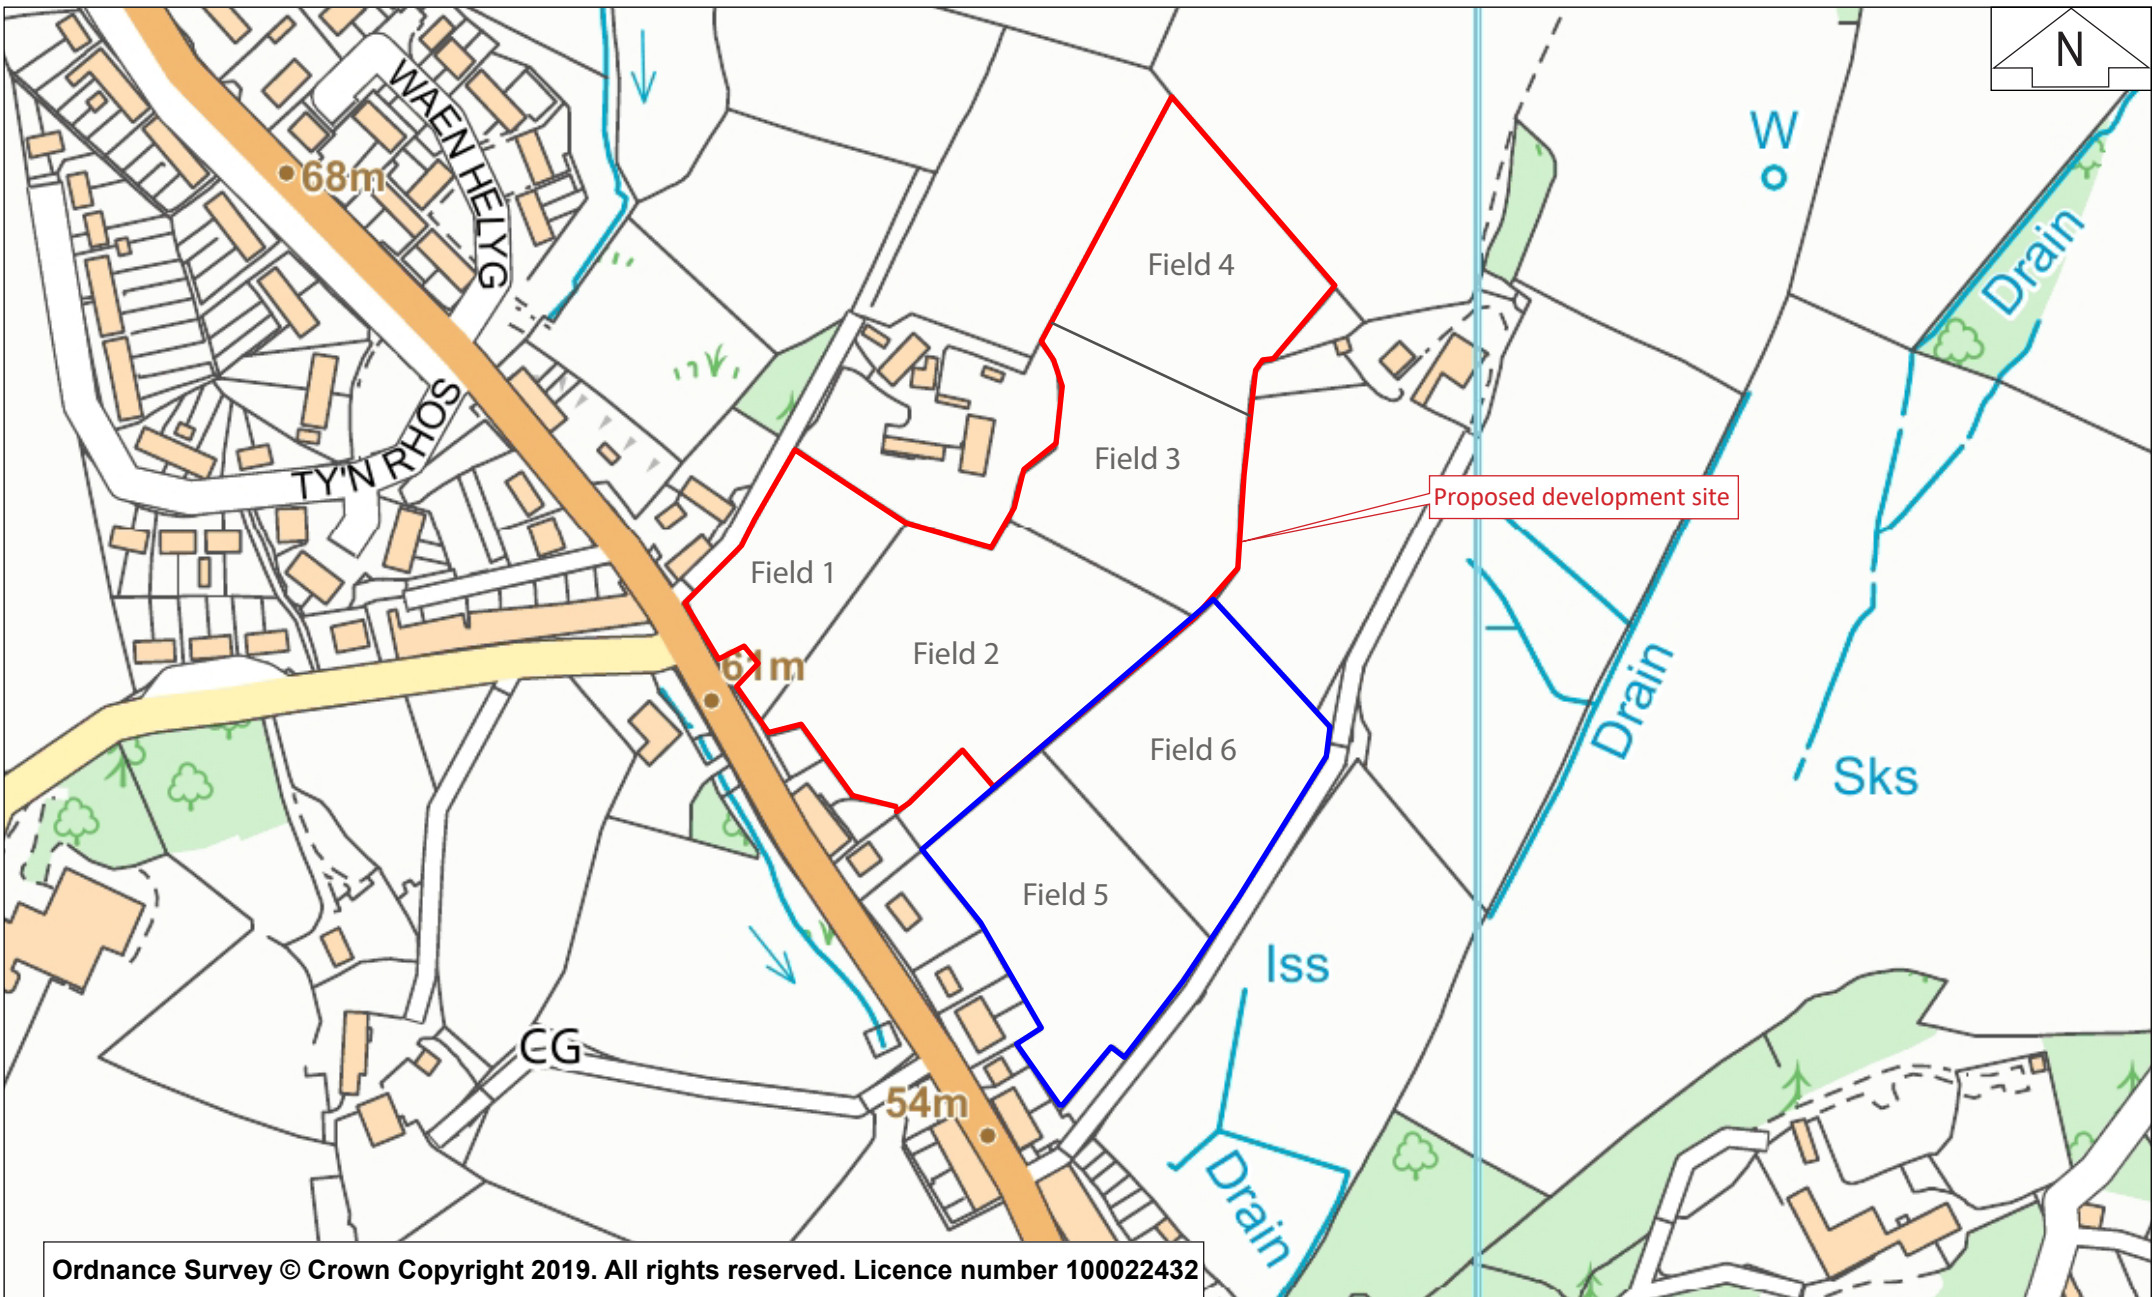 N
WAEN HELYG
W
68m
Drain
Field 4
TY'N RHOS
Field 3
Proposed development site
Field 1
Field 2
61m
Drain
Field 6
Sks
Field 5
Iss
CG
54m
Drain
Ordnance Survey © Crown Copyright 2019. All rights reserved. Licence number 100022432